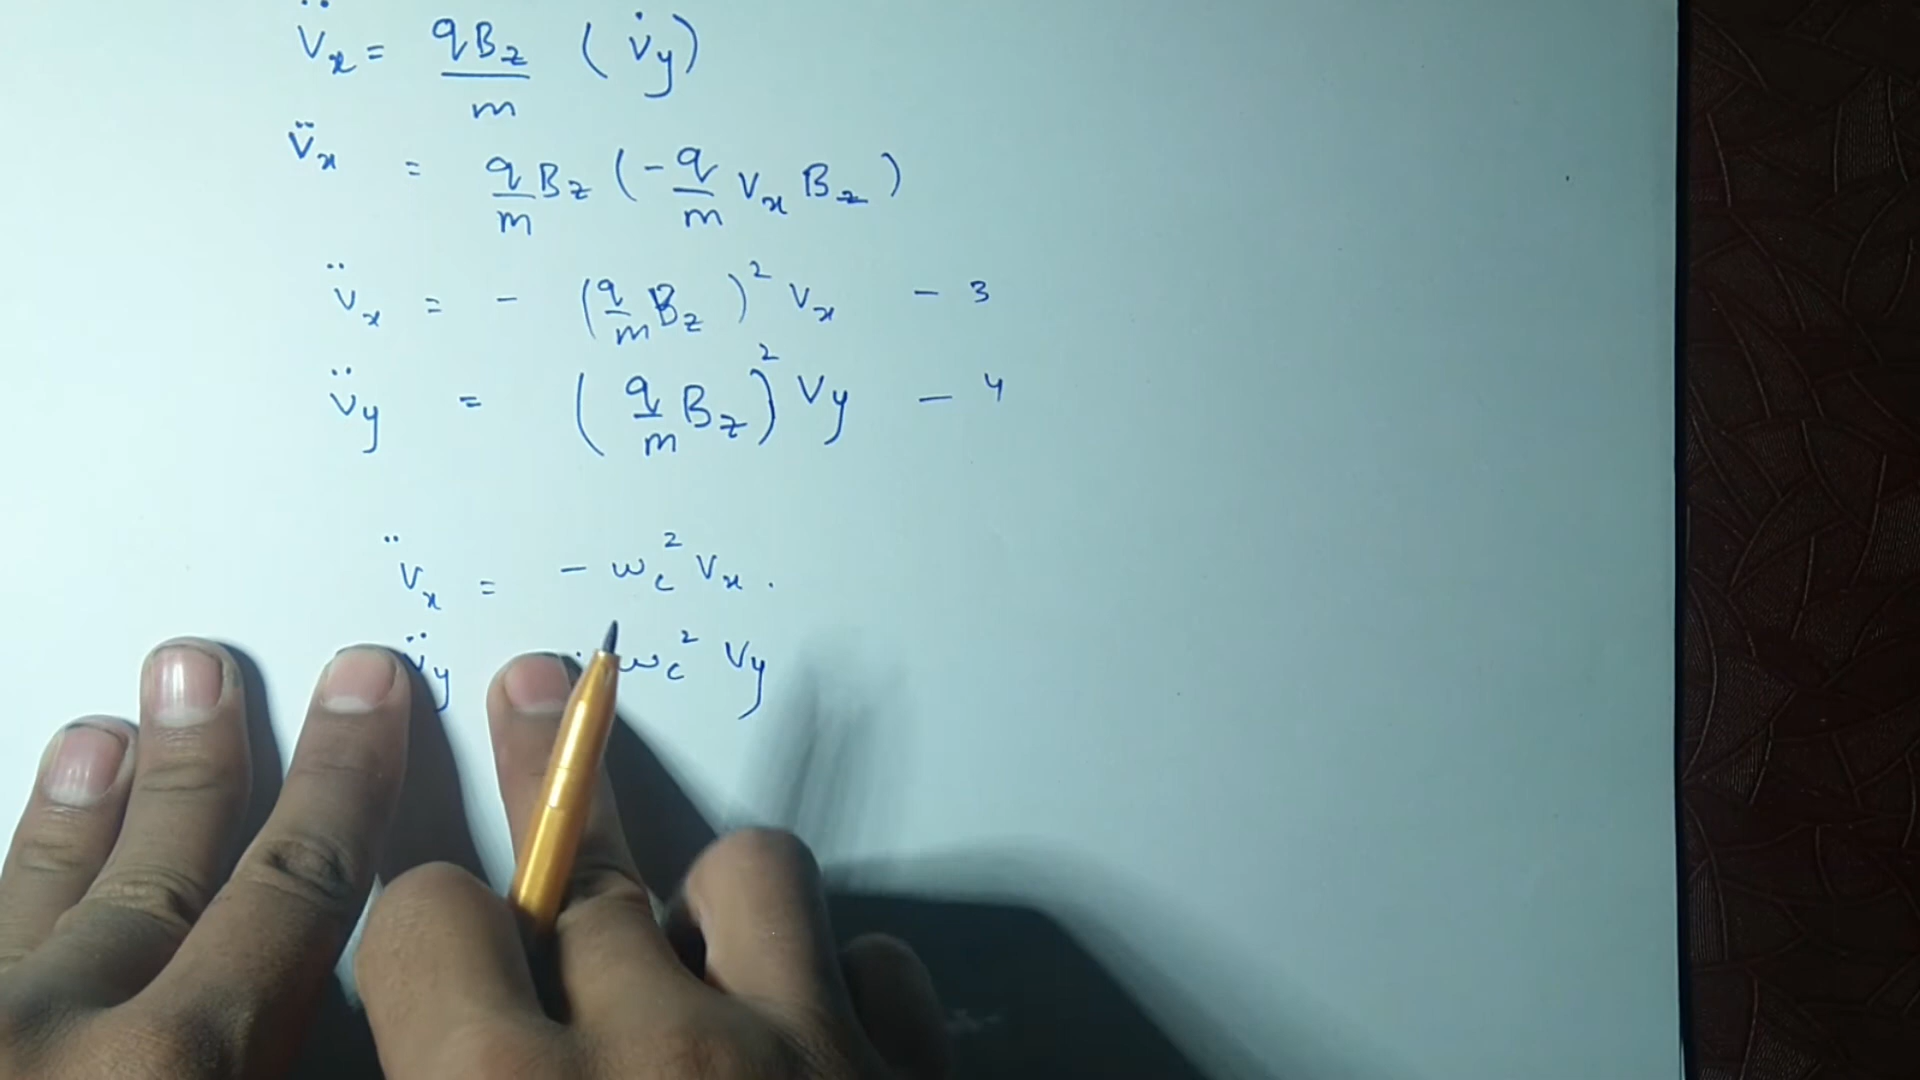 V̈x = qBz/m (V̇y)
V̈x = q/m Bz (-q/m Vx Bz)
V̈x = - (q/m Bz)² Vx - 3
V̈y = (q/m Bz)² Vy - 4
V̈x = - ωc² Vx .
V̈y ωc² Vy